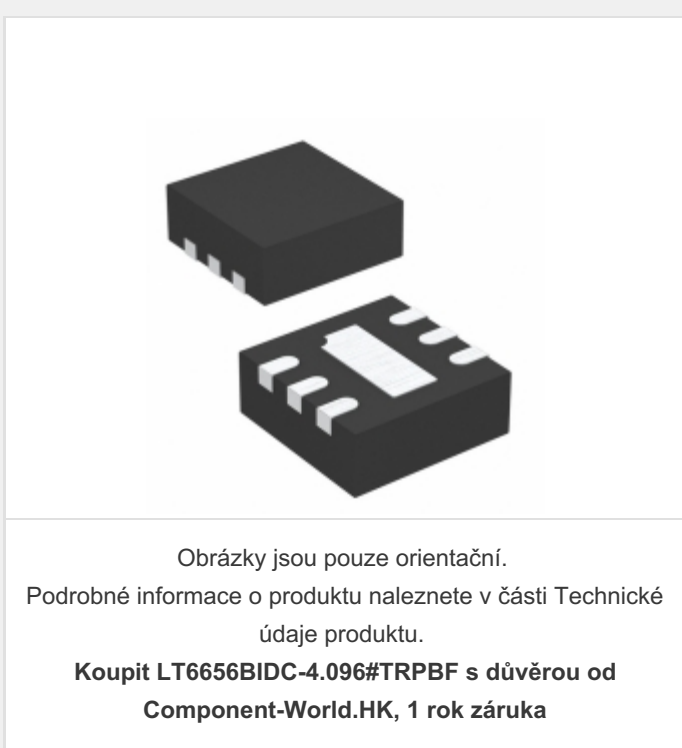 Obrázky jsou pouze orientační.
Podrobné informace o produktu naleznete v části Technické
údaje produktu.
Koupit LT6656BIDC-4.096#TRPBF s důvěrou od
Component-World.HK, 1 rok záruka